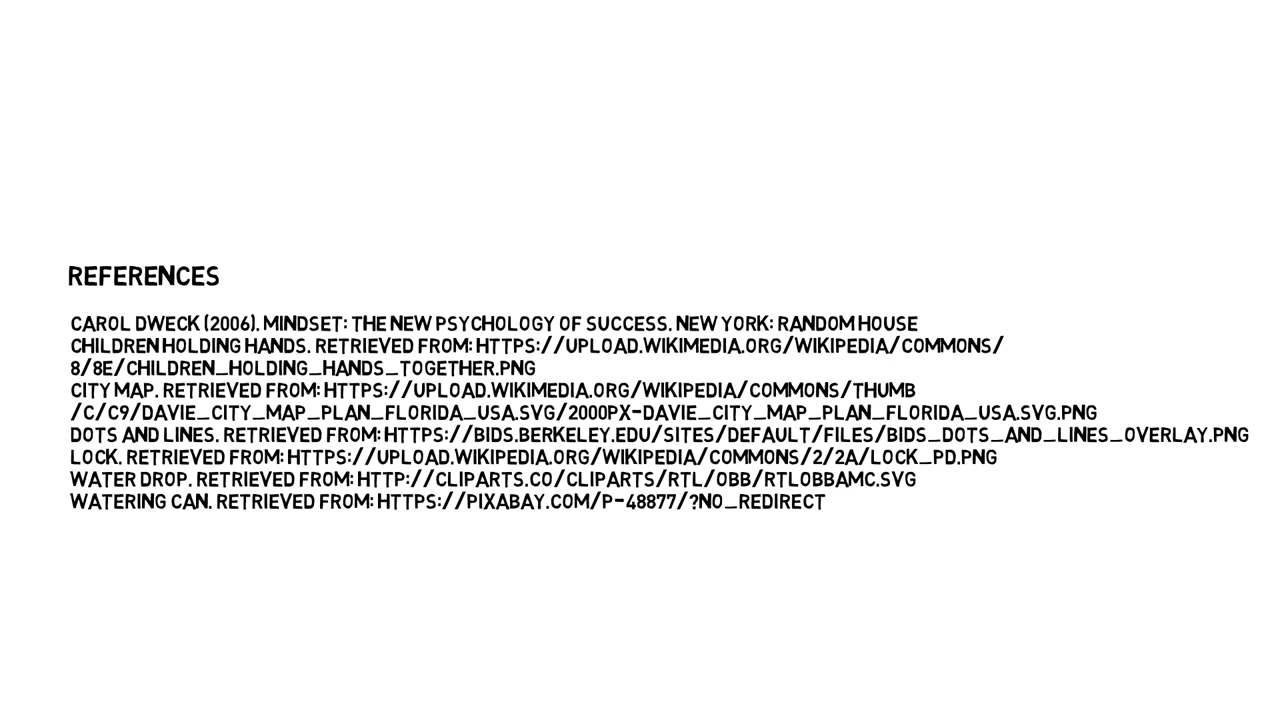 REFERENCES
CAROL DWECK (2006). MINDSET: THE NEW PSYCHOLOGY OF SUCCESS. NEW YORK: RANDOM HOUSE
CHILDREN HOLDING HANDS. RETRIEVED FROM: HTTPS://UPLOAD.WIKIMEDIA.ORG/WIKIPEDIA/COMMONS/
8/8E/CHILDREN_HOLDING_HANDS_TOGETHER.PNG
CITY MAP. RETRIEVED FROM: HTTPS://UPLOAD.WIKIMEDIA.ORG/WIKIPEDIA/COMMONS/THUMB
/C/C9/DAVIE_CITY_MAP_PLAN_FLORIDA_USA.SVG/2000PX-DAVIE_CITY_MAP_PLAN_FLORIDA_USA.SVG.PNG
DOTS AND LINES. RETRIEVED FROM: HTTPS://BIDS.BERKELEY.EDU/SITES/DEFAULT/FILES/BIDS_DOTS_AND_LINES_OVERLAY.PNG
LOCK. RETRIEVED FROM: HTTPS://UPLOAD.WIKIPEDIA.ORG/WIKIPEDIA/COMMONS/2/2A/LOCK_PD.PNG
WATER DROP. RETRIEVED FROM: HTTP://CLIPARTS.CO/CLIPARTS/RTL/OBB/RTLOBBAMC.SVG
WATERING CAN. RETRIEVED FROM: HTTPS://PIXABAY.COM/P-48877/?NO_REDIRECT